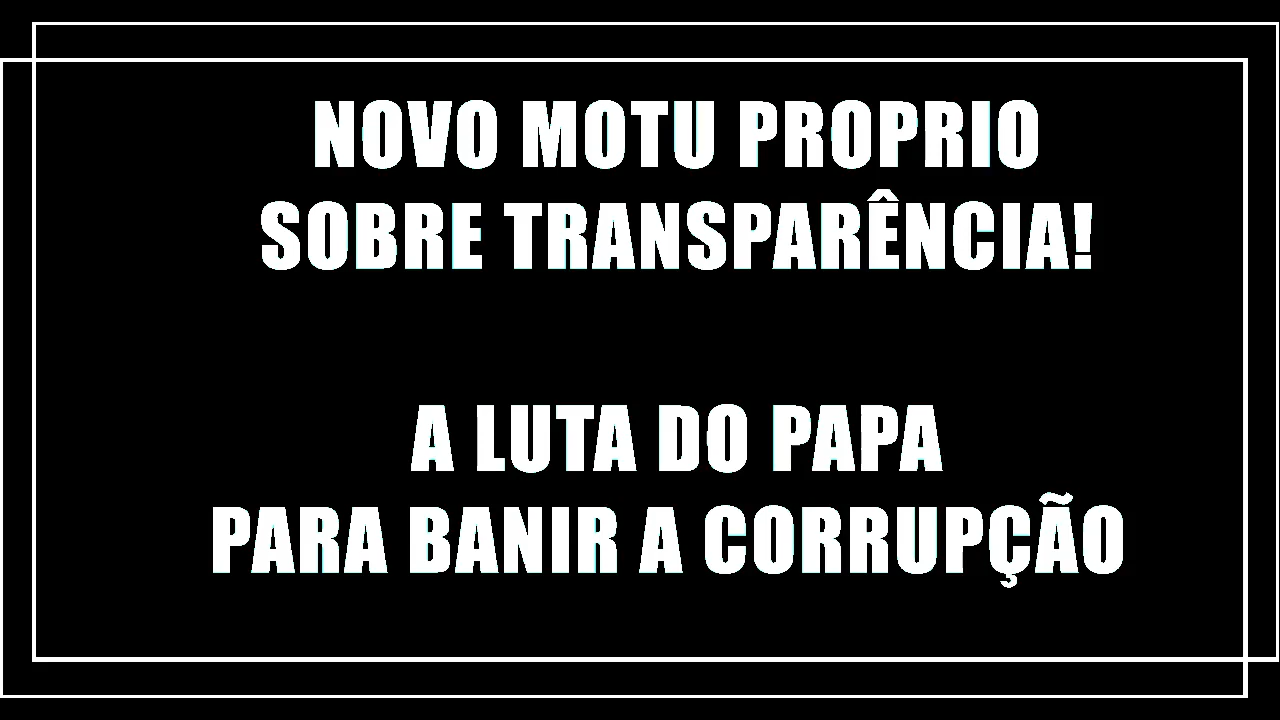 NOVO MOTU PROPRIO
SOBRE TRANSPARÊNCIA!
A LUTA DO PAPA
PARA BANIR A CORRUPÇÃO